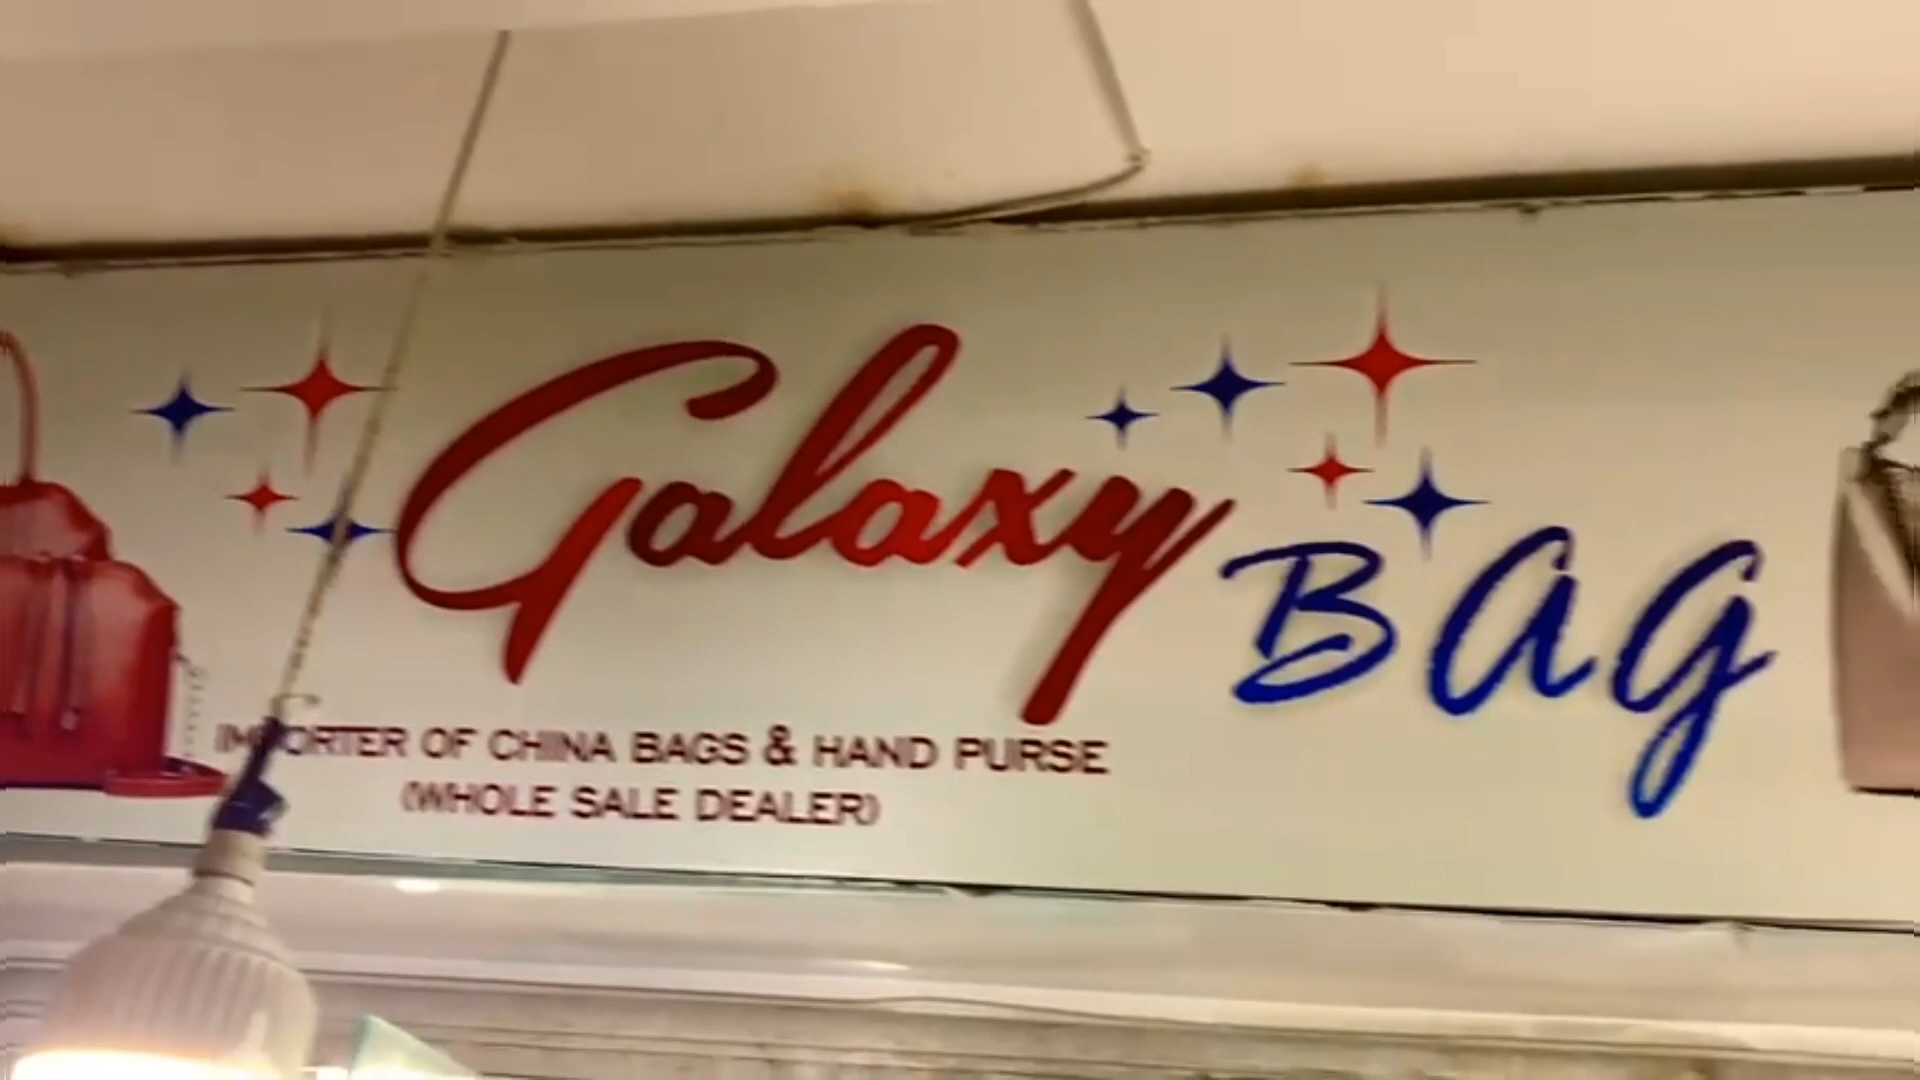 Galaxy BAG
IMPORTER OF CHINA BAGS & HAND PURSE
(WHOLE SALE DEALER)